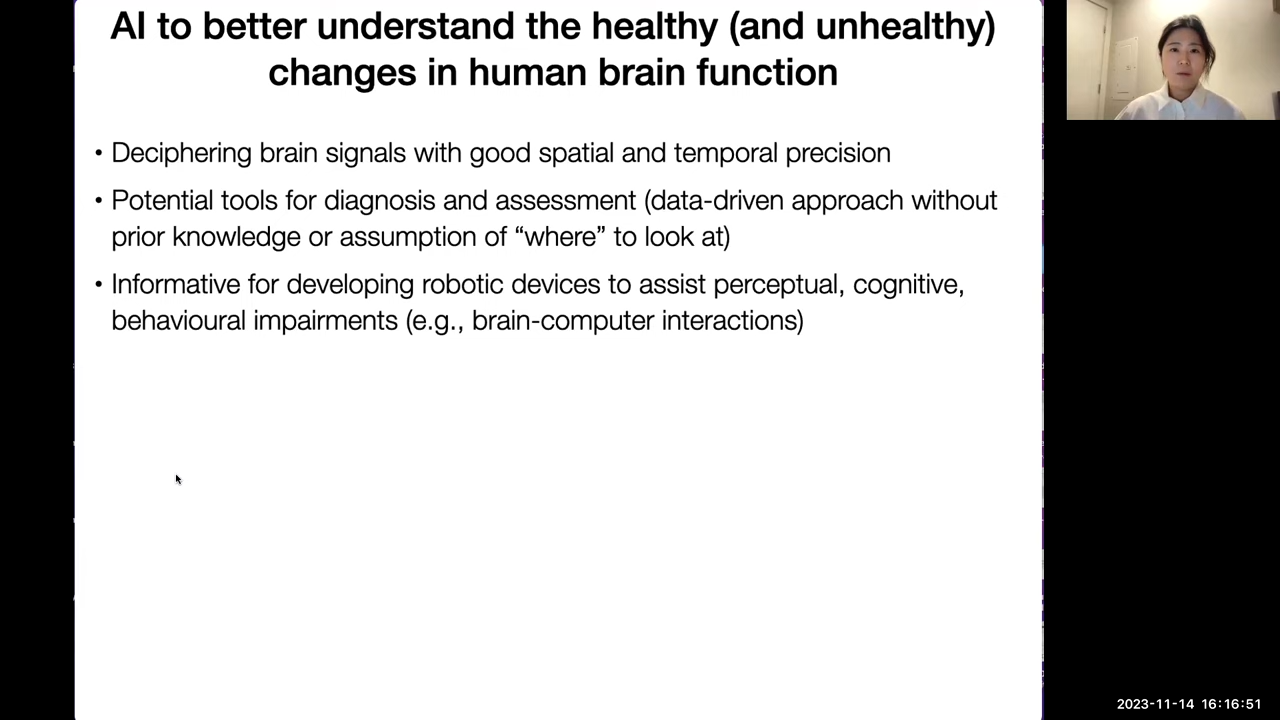 AI to better understand the healthy (and unhealthy)
changes in human brain function
• Deciphering brain signals with good spatial and temporal precision
• Potential tools for diagnosis and assessment (data-driven approach without
prior knowledge or assumption of “where” to look at)
• Informative for developing robotic devices to assist perceptual, cognitive,
behavioural impairments (e.g., brain-computer interactions)
2023-11-14 16:16:51